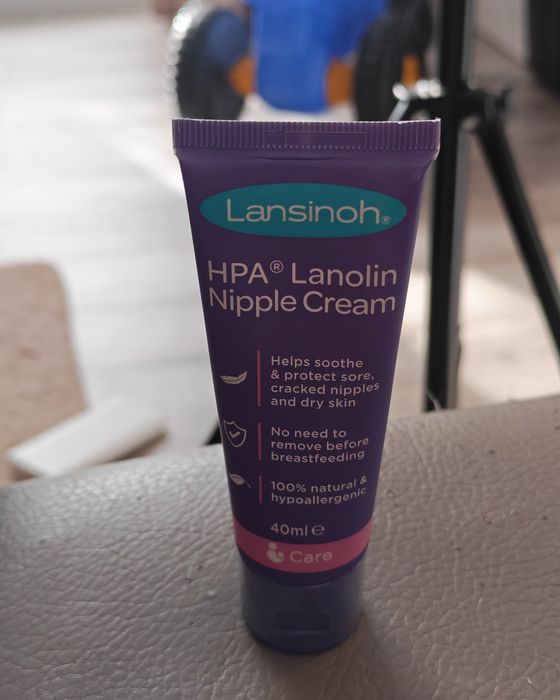 Lansinoh®
HPA® Lanolin
Nipple Cream
Helps soothe
& protect sore,
cracked nipples
and dry skin
No need to
remove before
breastfeeding
100% natural &
hypoallergenic
40ml ℮
Care